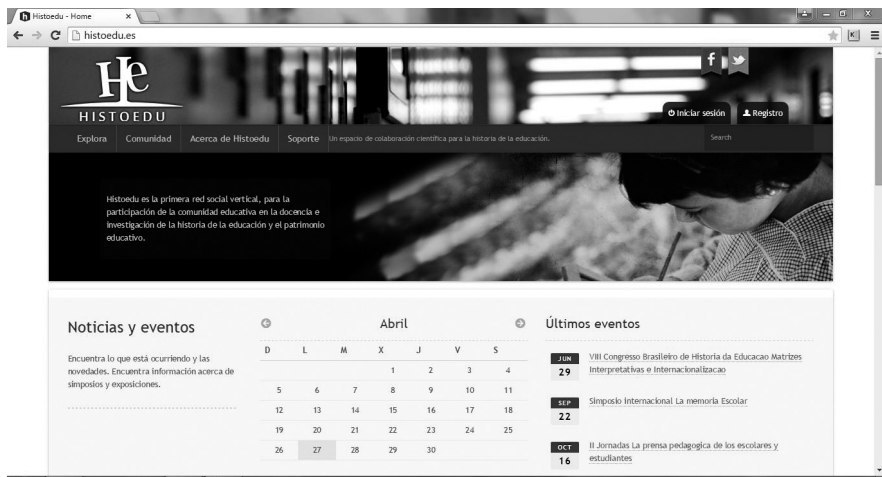 Histoedu - Home
histoedu.es
He
HISTOEDU
Iniciar sesión
Registro
Explora
Comunidad
Acerca de Histoedu
Soporte
Un espacio de colaboración científica para la historia de la educación.
Search
Histoedu es la primera red social vertical, para la
participación de la comunidad educativa en la docencia e
investigación de la historia de la educación y el patrimonio
educativo.
Noticias y eventos
Encuentra lo que está ocurriendo y las
novedades. Encuentra información acerca de
simposios y exposiciones.
Abril
D L M X J V S
1 2 3 4
5 6 7 8 9 10 11
12 13 14 15 16 17 18
19 20 21 22 23 24 25
26 27 28 29 30
Últimos eventos
JUN
29
VIII Congresso Brasileiro de Historia da Educacao Matrizes
Interpretativas e Internacionalizacao
SEP
22
Simposio internacional La memoria Escolar
OCT
16
II Jornadas La prensa pedagogica de los escolares y
estudiantes